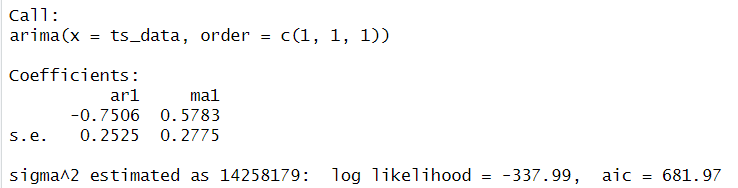 Call:
arima(x = ts_data, order = c(1, 1, 1))
Coefficients:
ar1 ma1
-0.7506 0.5783
s.e. 0.2525 0.2775
sigma^2 estimated as 14258179: log likelihood = -337.99, aic = 681.97